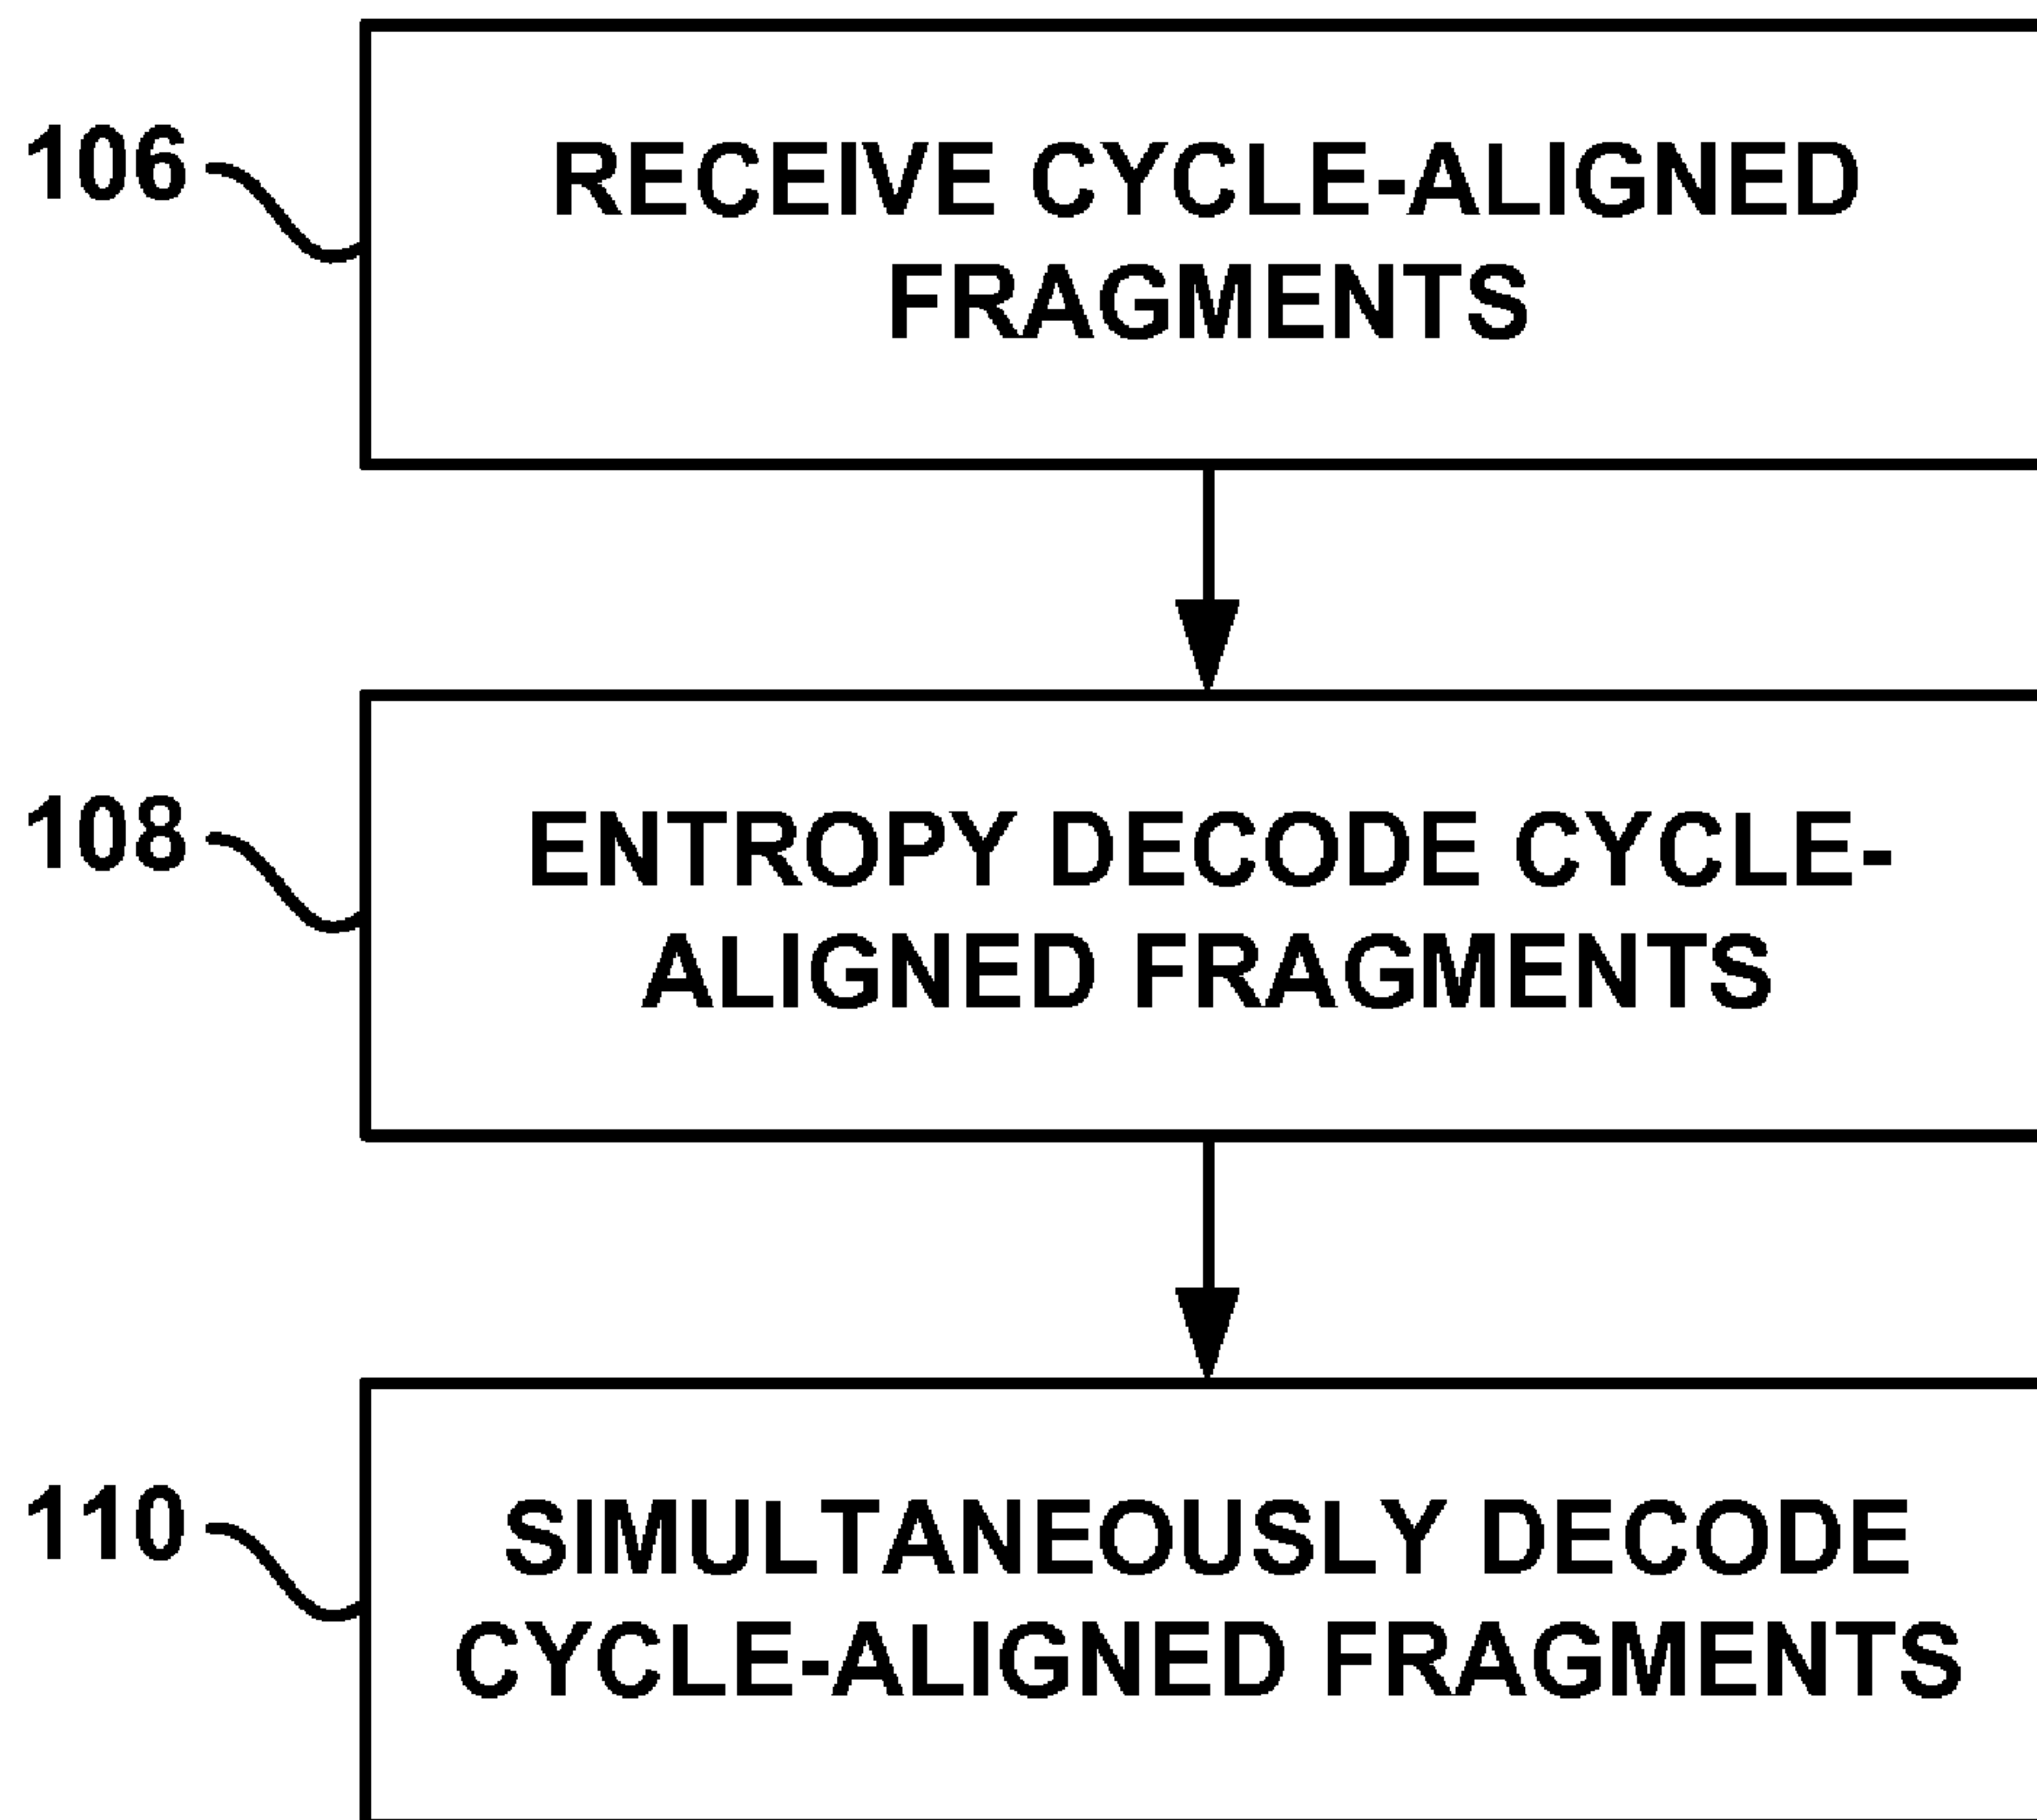 106
RECEIVE CYCLE-ALIGNED
FRAGMENTS
108
ENTROPY DECODE CYCLE-
ALIGNED FRAGMENTS
110
SIMULTANEOUSLY DECODE
CYCLE-ALIGNED FRAGMENTS